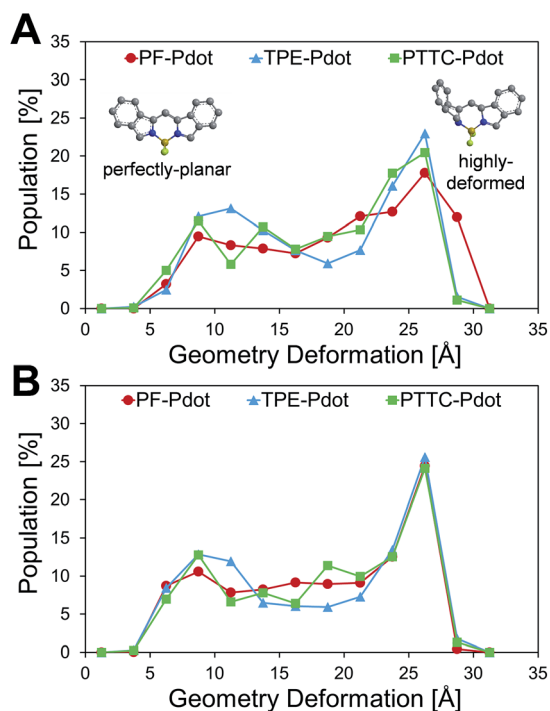 A
PF-Pdot TPE-Pdot PTTC-Pdot
perfectly-planar
highly-
deformed
Population [%]
35
30
25
20
15
10
5
0
0 5 10 15 20 25 30 35
Geometry Deformation [Å]
B
PF-Pdot TPE-Pdot PTTC-Pdot
Population [%]
35
30
25
20
15
10
5
0
0 5 10 15 20 25 30 35
Geometry Deformation [Å]